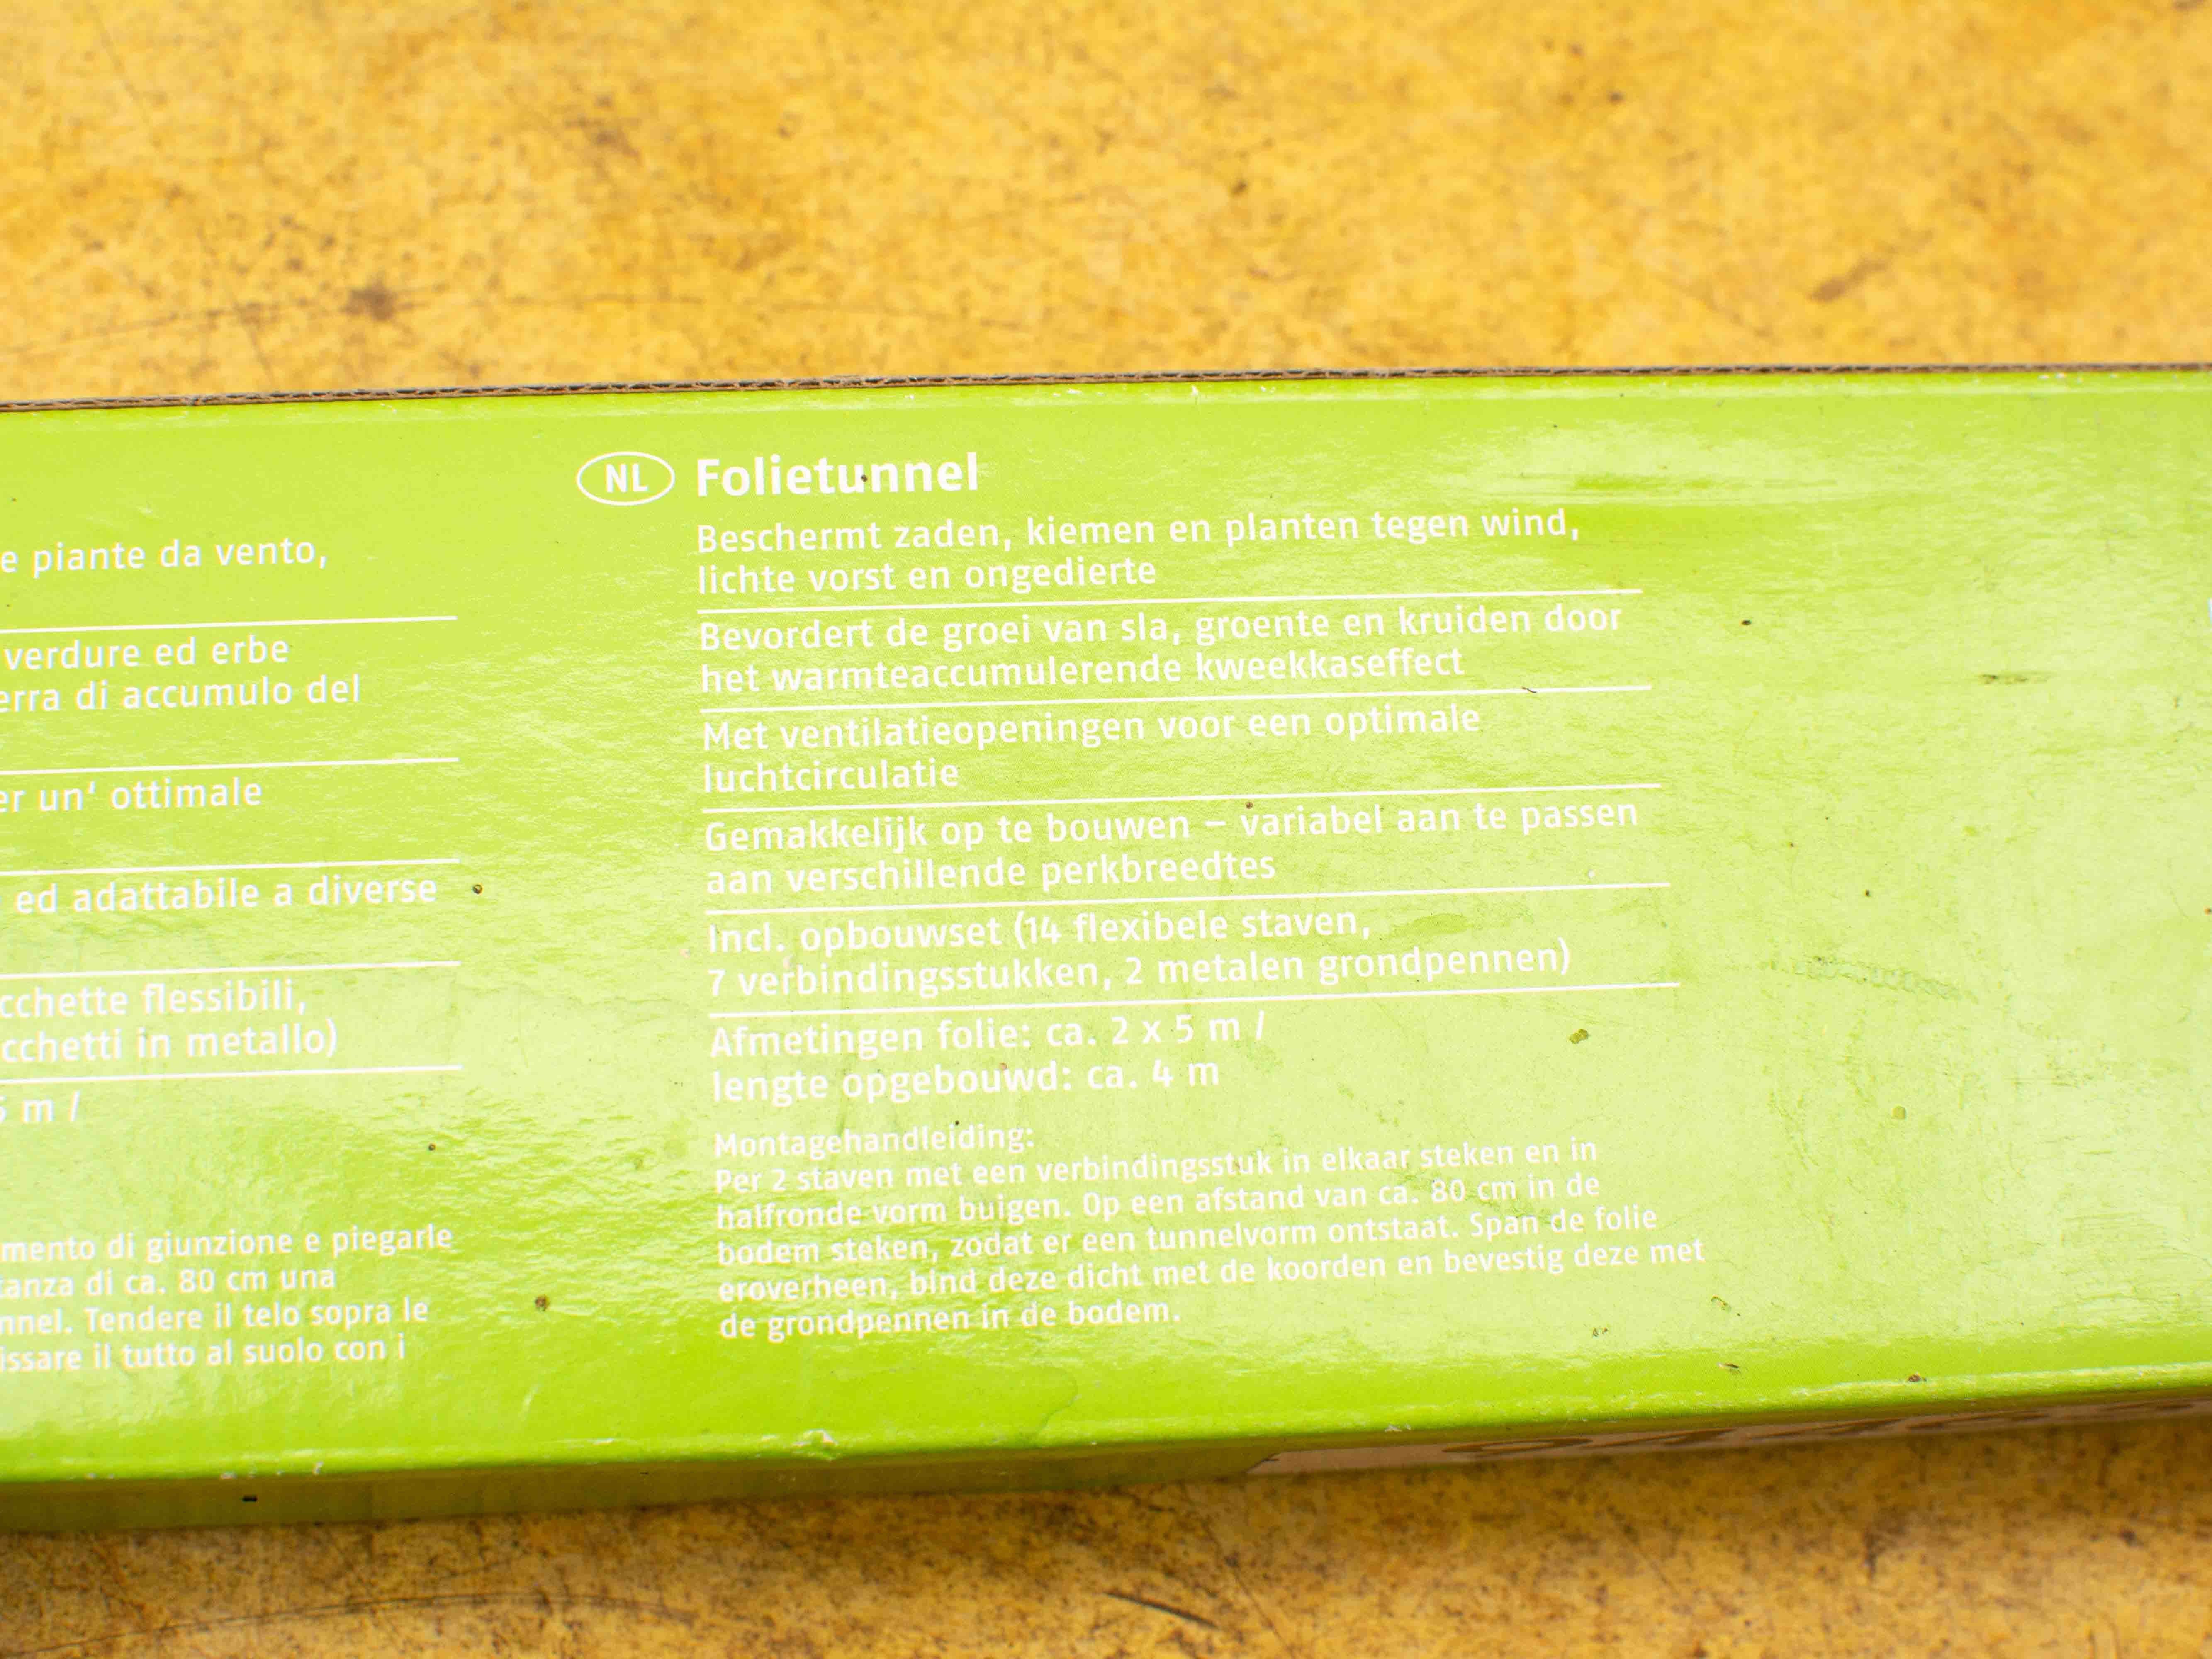 e piante da vento,
verdure ed erbe
erra di accumulo del
er un‘ ottimale
ed adattabile a diverse
cchette flessibili,
cchetti in metallo)
5 m /
mento di giunzione e piegarle
tanza di ca. 80 cm una
nnel. Tendere il telo sopra le
issare il tutto al suolo con i
NL Folietunnel
Beschermt zaden, kiemen en planten tegen wind,
lichte vorst en ongedierte
Bevordert de groei van sla, groente en kruiden door
het warmteaccumulerende kweekkaseffect
Met ventilatieopeningen voor een optimale
luchtcirculatie
Gemakkelijk op te bouwen – variabel aan te passen
aan verschillende perkbreedtes
Incl. opbouwset (14 flexibele staven,
7 verbindingsstukken, 2 metalen grondpennen)
Afmetingen folie: ca. 2 x 5 m /
lengte opgebouwd: ca. 4 m
Montagehandleiding:
Per 2 staven met een verbindingsstuk in elkaar steken en in
halfronde vorm buigen. Op een afstand van ca. 80 cm in de
bodem steken, zodat er een tunnelvorm ontstaat. Span de folie
eroverheen, bind deze dicht met de koorden en bevestig deze met
de grondpennen in de bodem.